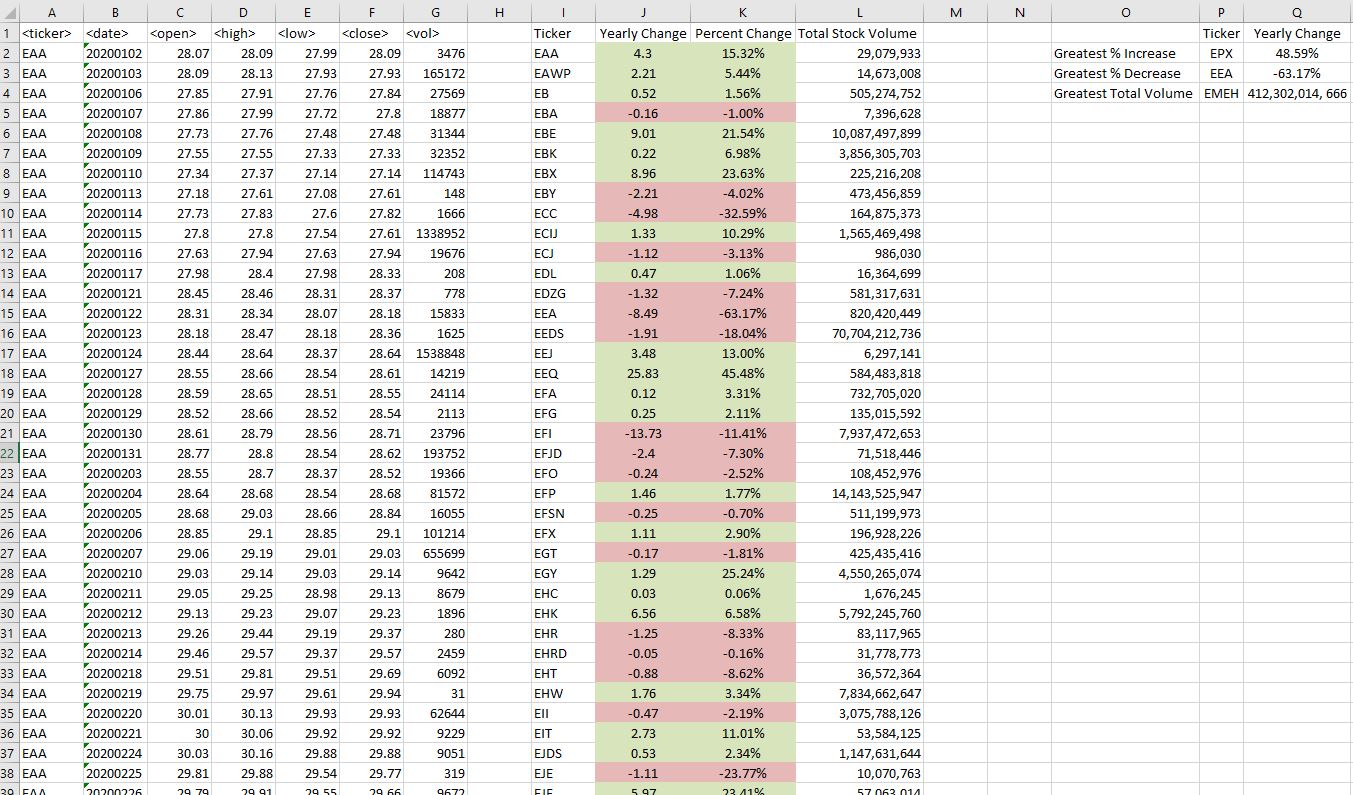 A B C D E F G H I J K L M N O P Q
1 <ticker> <date> <open> <high> <low> <close> <vol> Ticker Yearly Change Percent Change Total Stock Volume Ticker Yearly Change
2 EAA 20200102 28.07 28.09 27.99 28.09 3476 EAA 4.3 15.32% 29,079,933 Greatest % Increase EPX 48.59%
3 EAA 20200103 28.09 28.13 27.93 27.93 165172 EAWP 2.21 5.44% 14,673,008 Greatest % Decrease EEA -63.17%
4 EAA 20200106 27.85 27.91 27.76 27.84 27569 EB 0.52 1.56% 505,274,752 Greatest Total Volume EMEH 412,302,014, 666
5 EAA 20200107 27.86 27.99 27.72 27.8 18877 EBA -0.16 -1.00% 7,396,628
6 EAA 20200108 27.73 27.76 27.48 27.48 31344 EBE 9.01 21.54% 10,087,497,899
7 EAA 20200109 27.55 27.55 27.33 27.33 32352 EBK 0.22 6.98% 3,856,305,703
8 EAA 20200110 27.34 27.37 27.14 27.14 114743 EBX 8.96 23.63% 225,216,208
9 EAA 20200113 27.18 27.61 27.08 27.61 148 EBY -2.21 -4.02% 473,456,859
10 EAA 20200114 27.73 27.83 27.6 27.82 1666 ECC -4.98 -32.59% 164,875,373
11 EAA 20200115 27.8 27.8 27.54 27.61 1338952 ECIJ 1.33 10.29% 1,565,469,498
12 EAA 20200116 27.63 27.94 27.63 27.94 19676 ECJ -1.12 -3.13% 986,030
13 EAA 20200117 27.98 28.4 27.98 28.33 208 EDL 0.47 1.06% 16,364,699
14 EAA 20200121 28.45 28.46 28.31 28.37 778 EDZG -1.32 -7.24% 581,317,631
15 EAA 20200122 28.31 28.34 28.07 28.18 15833 EEA -8.49 -63.17% 820,420,449
16 EAA 20200123 28.18 28.47 28.18 28.36 1625 EEDS -1.91 -18.04% 70,704,212,736
17 EAA 20200124 28.44 28.64 28.37 28.64 1538848 EEJ 3.48 13.00% 6,297,141
18 EAA 20200127 28.55 28.66 28.54 28.61 14219 EEQ 25.83 45.48% 584,483,818
19 EAA 20200128 28.59 28.65 28.51 28.55 24114 EFA 0.12 3.31% 732,705,020
20 EAA 20200129 28.52 28.66 28.52 28.54 2113 EFG 0.25 2.11% 135,015,592
21 EAA 20200130 28.61 28.79 28.56 28.71 23796 EFI -13.73 -11.41% 7,937,472,653
22 EAA 20200131 28.77 28.8 28.54 28.62 193752 EFJD -2.4 -7.30% 71,518,446
23 EAA 20200203 28.55 28.7 28.37 28.52 19366 EFO -0.24 -2.52% 108,452,976
24 EAA 20200204 28.64 28.68 28.54 28.68 81572 EFP 1.46 1.77% 14,143,525,947
25 EAA 20200205 28.68 29.03 28.66 28.84 16055 EFSN -0.25 -0.70% 511,199,973
26 EAA 20200206 28.85 29.1 28.85 29.1 101214 EFX 1.11 2.90% 196,928,226
27 EAA 20200207 29.06 29.19 29.01 29.03 655699 EGT -0.17 -1.81% 425,435,416
28 EAA 20200210 29.03 29.14 29.03 29.14 9642 EGY 1.29 25.24% 4,550,265,074
29 EAA 20200211 29.05 29.25 28.98 29.13 8679 EHC 0.03 0.06% 1,676,245
30 EAA 20200212 29.13 29.23 29.07 29.23 1896 EHK 6.56 6.58% 5,792,245,760
31 EAA 20200213 29.26 29.44 29.19 29.37 280 EHR -1.25 -8.33% 83,117,965
32 EAA 20200214 29.46 29.57 29.37 29.57 2459 EHRD -0.05 -0.16% 31,778,773
33 EAA 20200218 29.51 29.81 29.51 29.69 6092 EHT -0.88 -8.62% 36,572,364
34 EAA 20200219 29.75 29.97 29.61 29.94 31 EHW 1.76 3.34% 7,834,662,647
35 EAA 20200220 30.01 30.13 29.93 29.93 62644 EII -0.47 -2.19% 3,075,788,126
36 EAA 20200221 30 30.06 29.92 29.92 9229 EIT 2.73 11.01% 53,584,125
37 EAA 20200224 30.03 30.16 29.88 29.88 9051 EJDS 0.53 2.34% 1,147,631,644
38 EAA 20200225 29.81 29.88 29.54 29.77 319 EJE -1.11 -23.77% 10,070,763
39 EAA 20200226 29.79 29.91 29.55 29.66 9672 5.97 23.41% 57,063,014